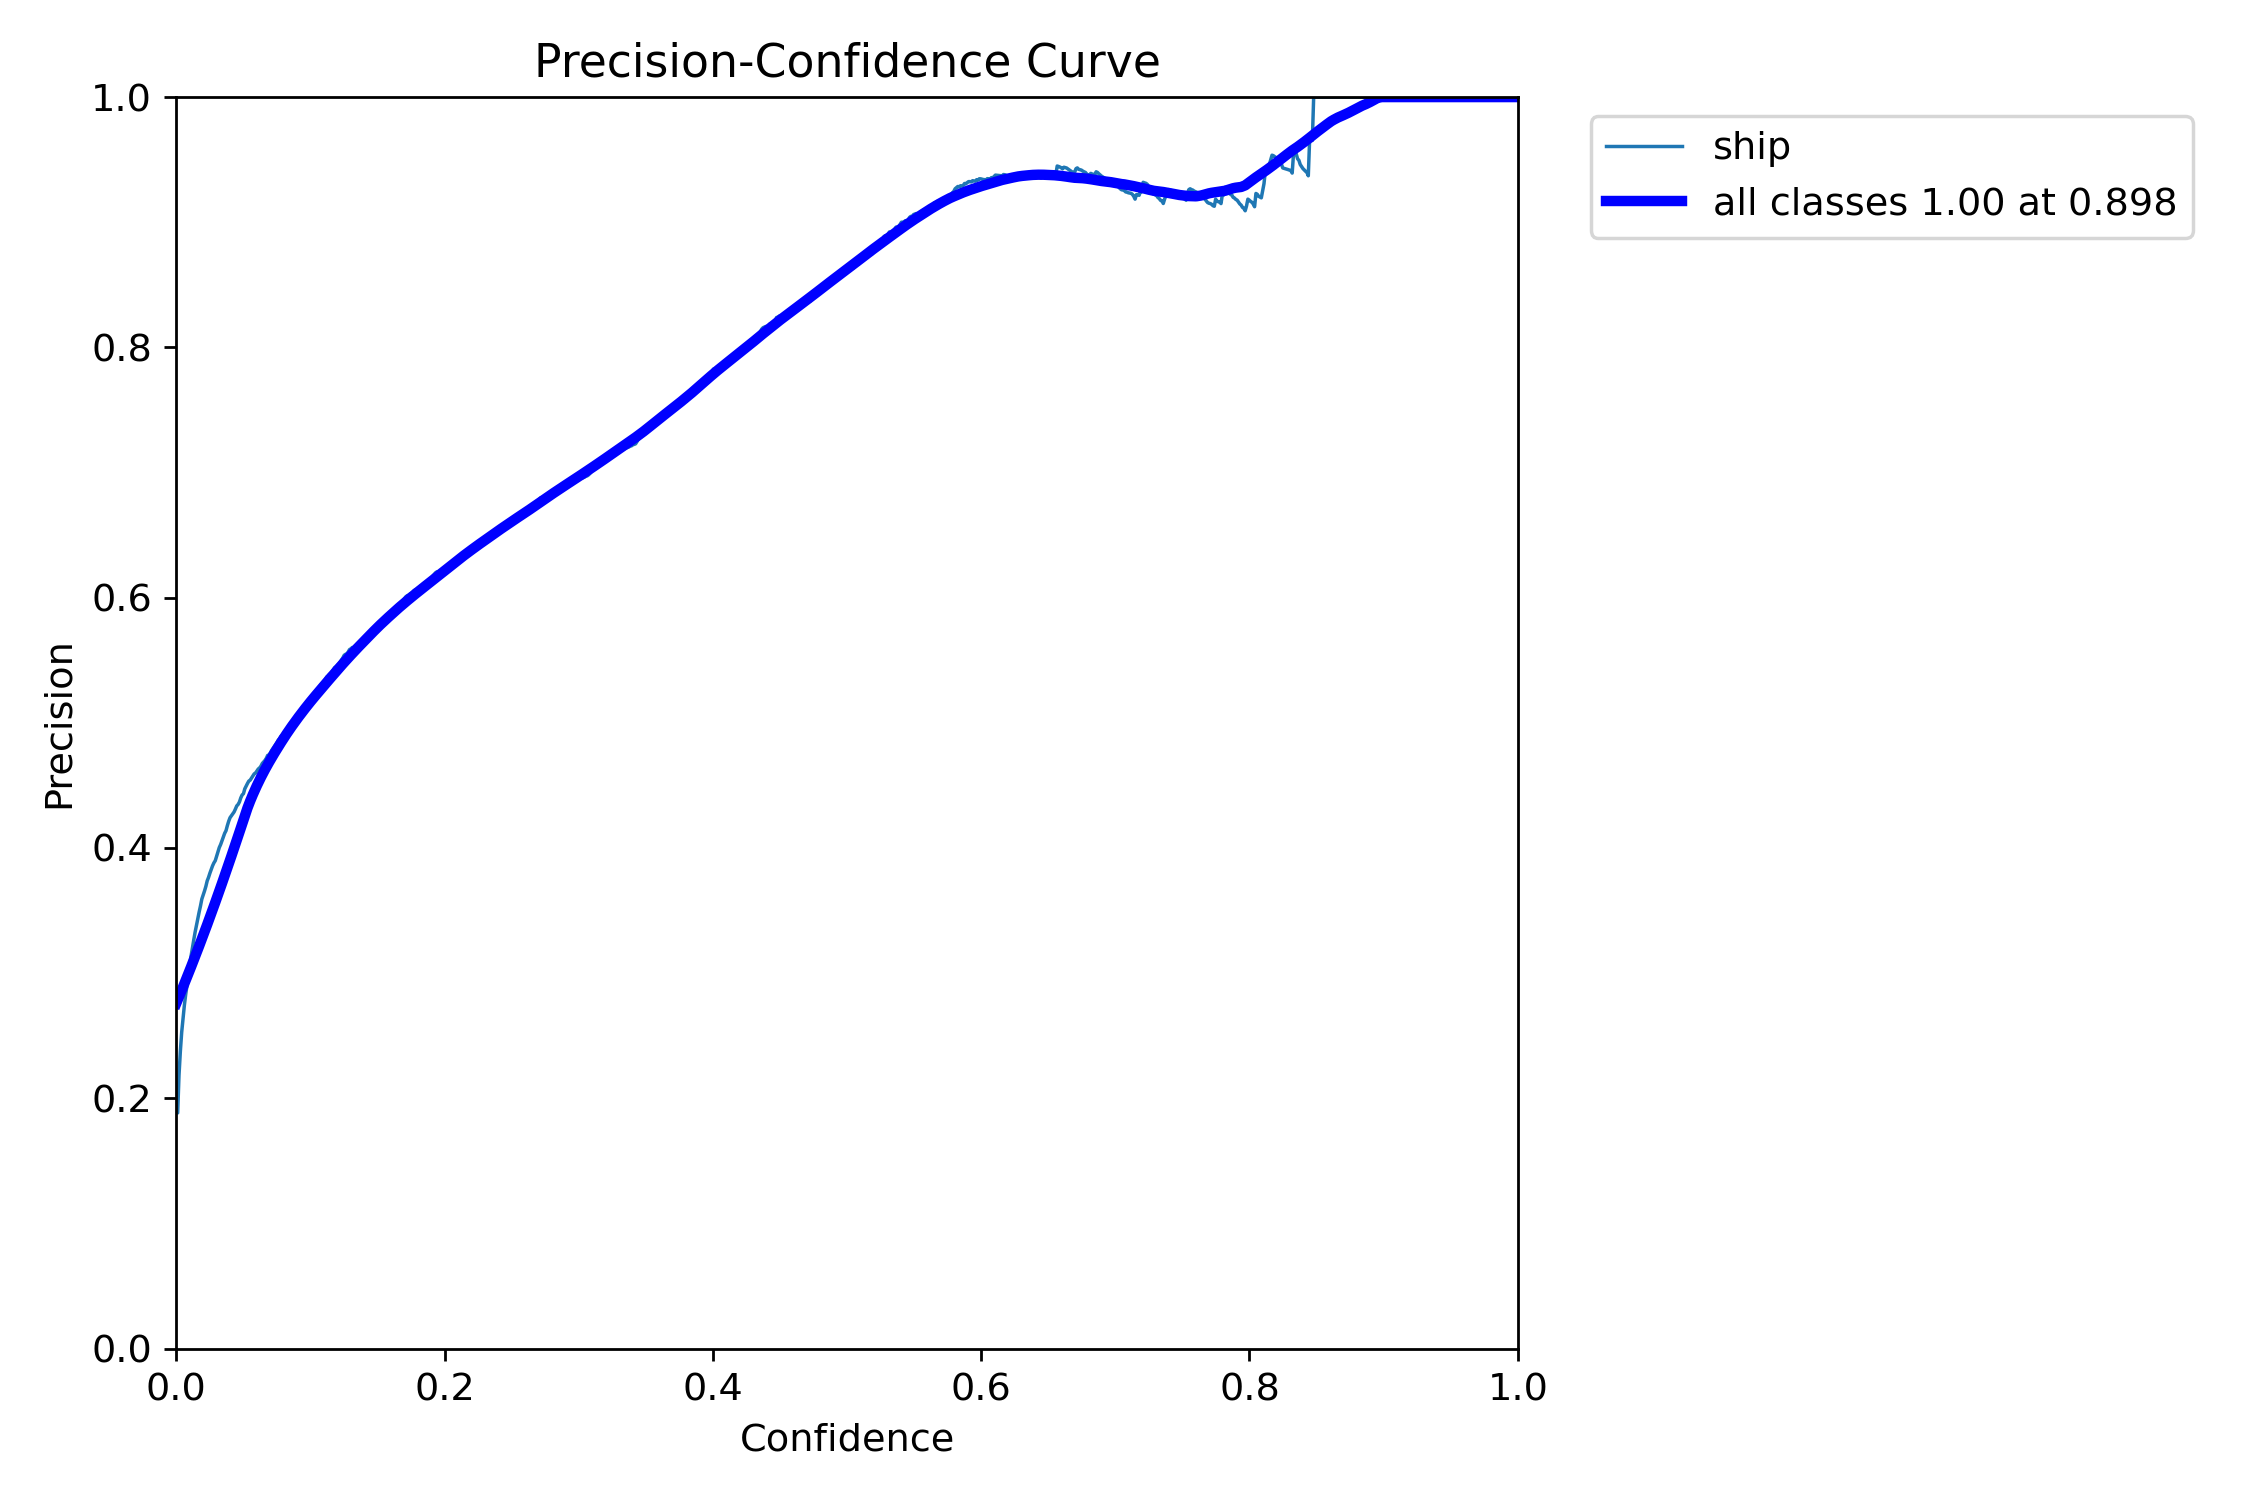 Precision-Confidence Curve
1.0
0.8
0.6
0.4
0.2
0.0
Precision
0.0 0.2 0.4 0.6 0.8 1.0
Confidence
ship
all classes 1.00 at 0.898